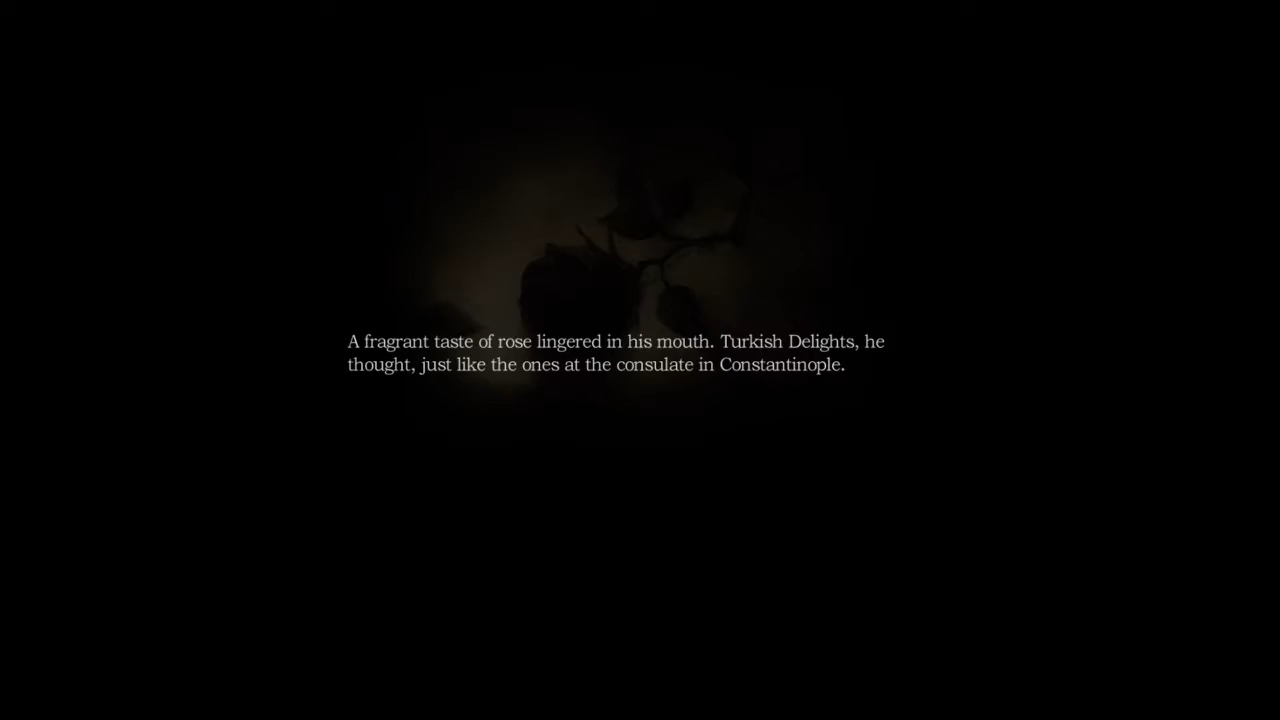 A fragrant taste of rose lingered in his mouth. Turkish Delights, he
thought, just like the ones at the consulate in Constantinople.